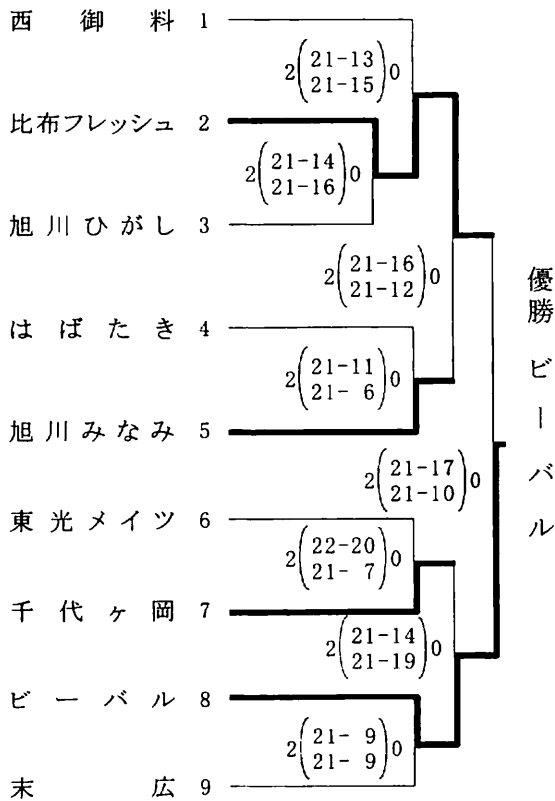 西御料 1
2(21-13 21-15)0
比布フレッシュ 2
2(21-14 21-16)0
旭川ひがし 3
2(21-16 21-12)0
はばたき 4
2(21-11 21- 6)0
旭川みなみ 5
2(21-17 21-10)0
東光メイツ 6
2(22-20 21- 7)0
千代ヶ岡 7
2(21-14 21-19)0
ビーバル 8
2(21- 9 21- 9)0
末広 9
優勝 ビーバル